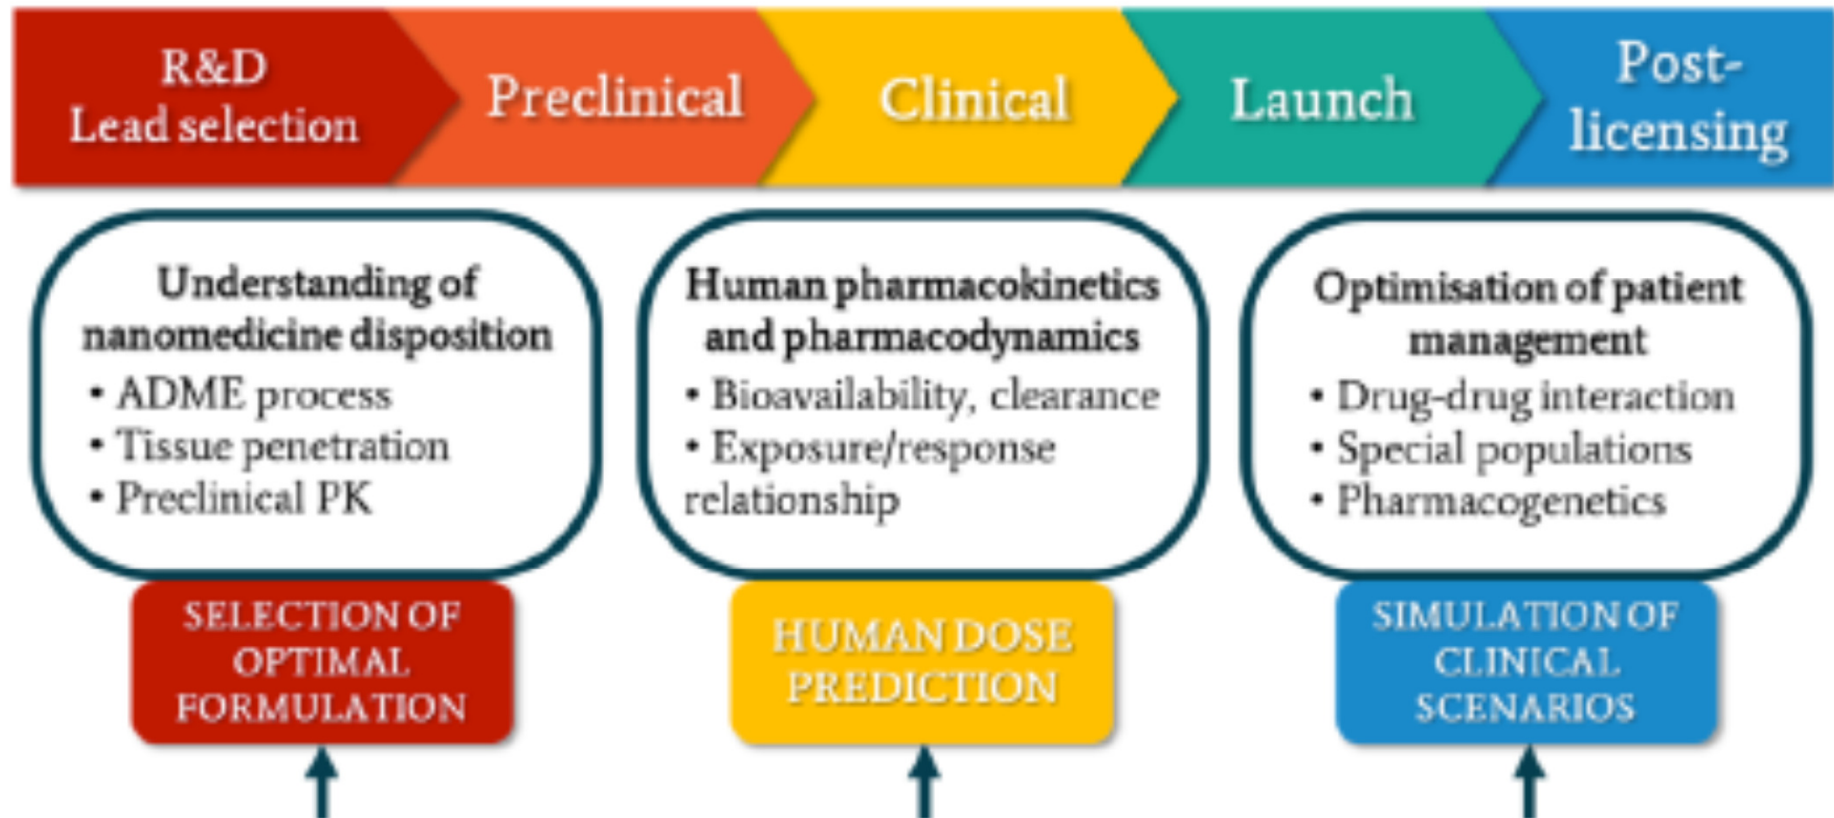 R&D
Lead selection
Preclinical
Clinical
Launch
Post-
licensing
Understanding of
nanomedicine disposition
• ADME process
• Tissue penetration
• Preclinical PK
Human pharmacokinetics
and pharmacodynamics
• Bioavailability, clearance
• Exposure/response
relationship
Optimisation of patient
management
• Drug-drug interaction
• Special populations
• Pharmacogenetics
SELECTION OF
OPTIMAL
FORMULATION
HUMAN DOSE
PREDICTION
SIMULATION OF
CLINICAL
SCENARIOS